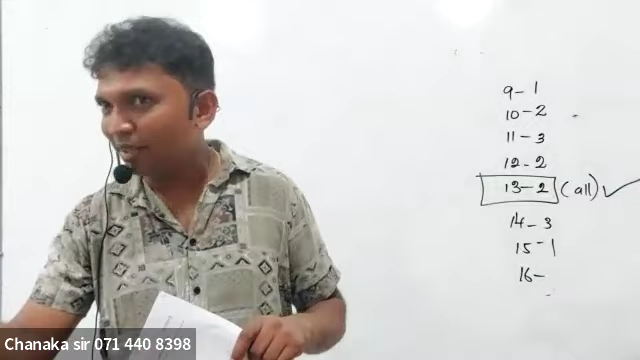 9 - 1
10 - 2
11 - 3
12 - 2
13 - 2 (all) ✓
14 - 3
15 - 1
16 -
Chanaka sir 071 440 8398